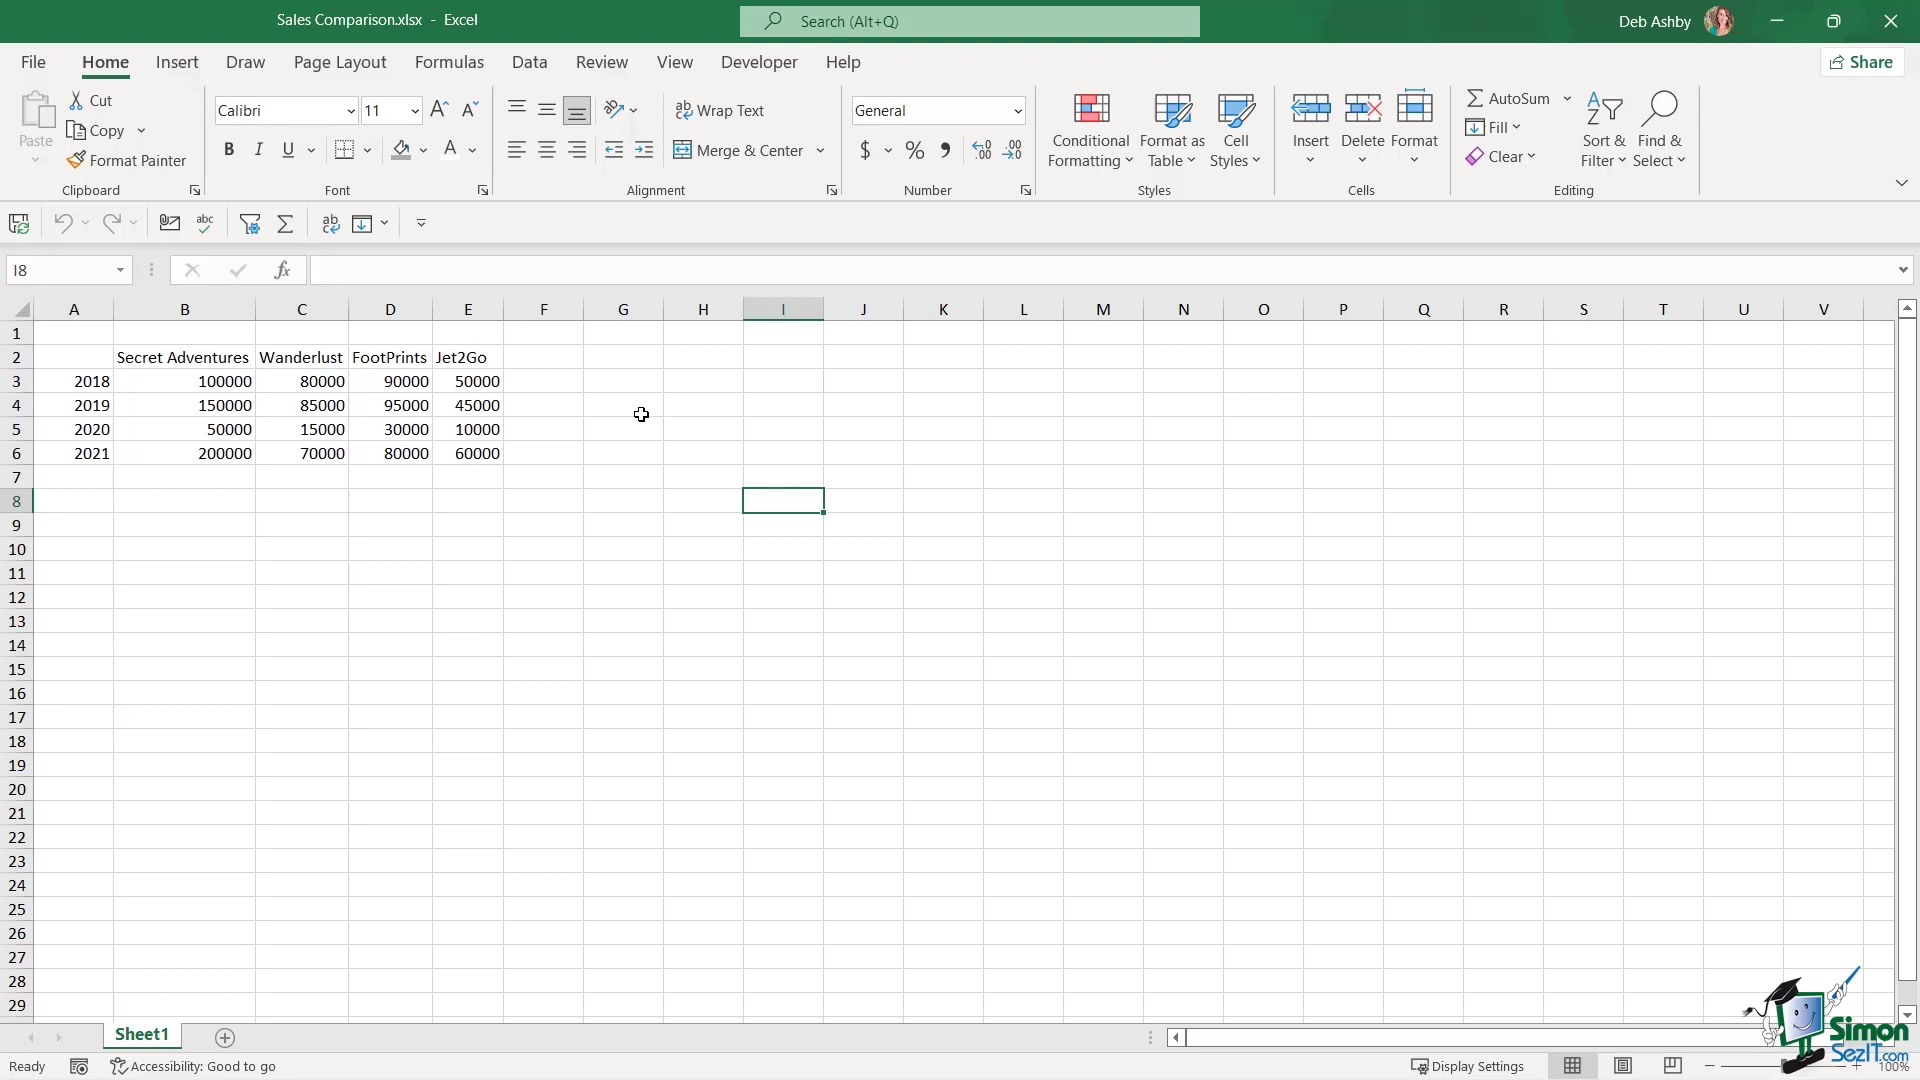 Sales Comparison.xlsx - Excel
Search (Alt+Q)
Deb Ashby
File Home Insert Draw Page Layout Formulas Data Review View Developer Help
Share
Paste
Cut
Copy
Format Painter
Clipboard
Calibri 11
B I U
Font
Wrap Text
Merge & Center
Alignment
General
$ % ,
Number
Conditional Formatting
Format as Table
Cell Styles
Styles
Insert Delete Format
Cells
AutoSum
Fill
Clear
Sort & Filter
Find & Select
Editing
I8
fx
A B C D E F G H I J K L M N O P Q R S T U V
1
2 Secret Adventures Wanderlust FootPrints Jet2Go
3 2018 100000 80000 90000 50000
4 2019 150000 85000 95000 45000
5 2020 50000 15000 30000 10000
6 2021 200000 70000 80000 60000
7
8
9
10
11
12
13
14
15
16
17
18
19
20
21
22
23
24
25
26
27
28
29
Sheet1
Ready Accessibility: Good to go
Display Settings
100%
Simon
SezIT.com